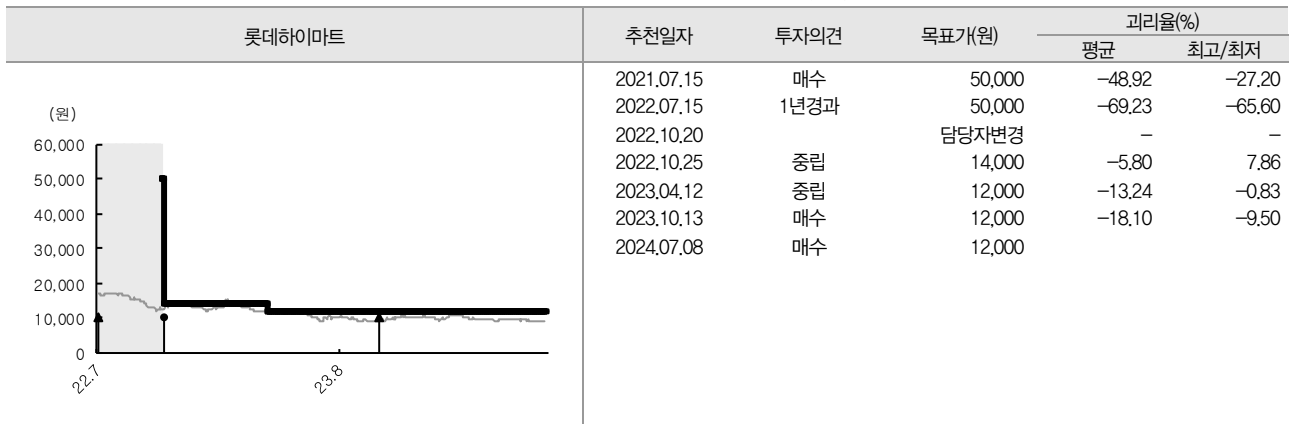 롯데하이마트
추천일자 투자의견 목표가(원) 괴리율(%)
평균 최고/최저
2021.07.15 매수 50,000 -48.92 -27.20
2022.07.15 1년경과 50,000 -69.23 -65.60
2022.10.20 담당자변경 - -
2022.10.25 중립 14,000 -5.80 7.86
2023.04.12 중립 12,000 -13.24 -0.83
2023.10.13 매수 12,000 -18.10 -9.50
2024.07.08 매수 12,000
(원)
60,000
50,000
40,000
30,000
20,000
10,000
0
22.7
23.8